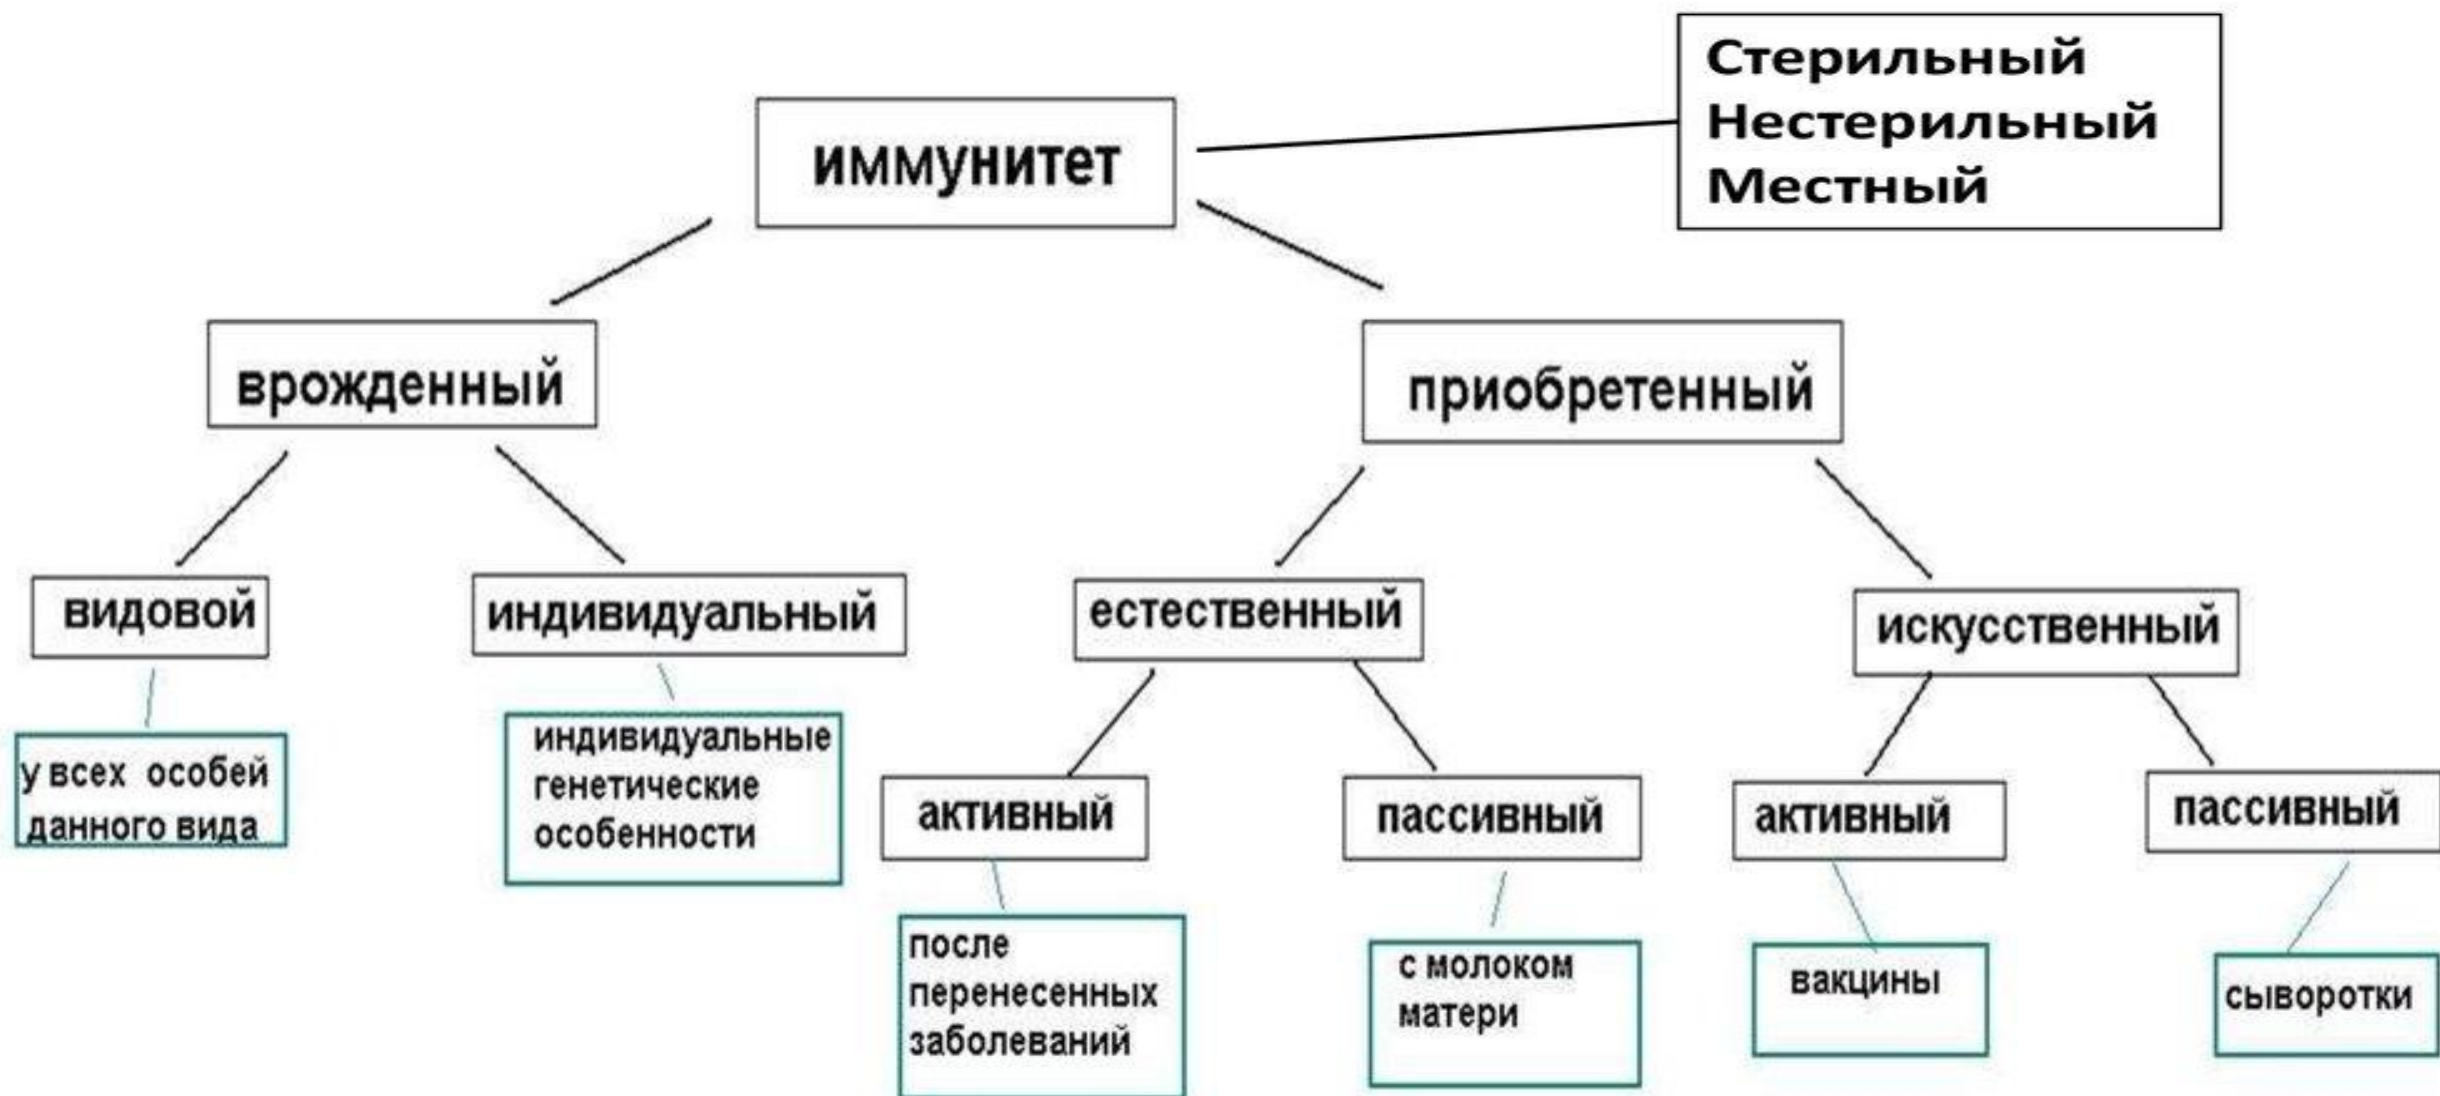 Стерильный
Нестерильный
Местный
иммунитет
врожденный
приобретенный
видовой
индивидуальный
естественный
искусственный
у всех особей
данного вида
индивидуальные
генетические
особенности
активный
пассивный
активный
пассивный
после
перенесенных
заболеваний
с молоком
матери
вакцины
сыворотки